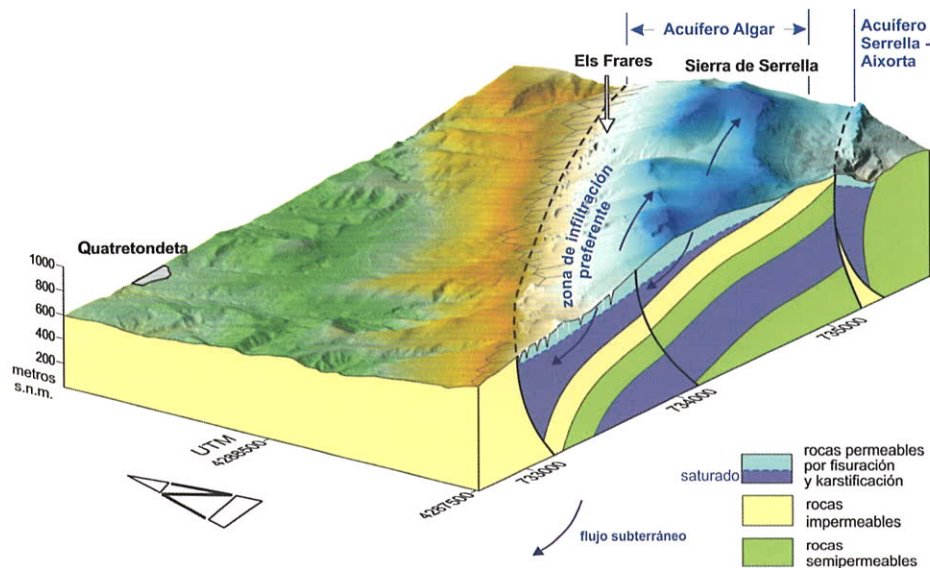 Acuífero Algar
Acuífero
Serrella -
Aixorta
Els Frares
Sierra de Serrella
zona de infiltración
preferente
Quatretondeta
1000
800
600
400
200
metros
s.n.m.
UTM
4288500
4287500
733000
734000
735000
saturado
rocas permeables
por fisuración
y karstificación
rocas
impermeables
rocas
semipermeables
flujo subterráneo